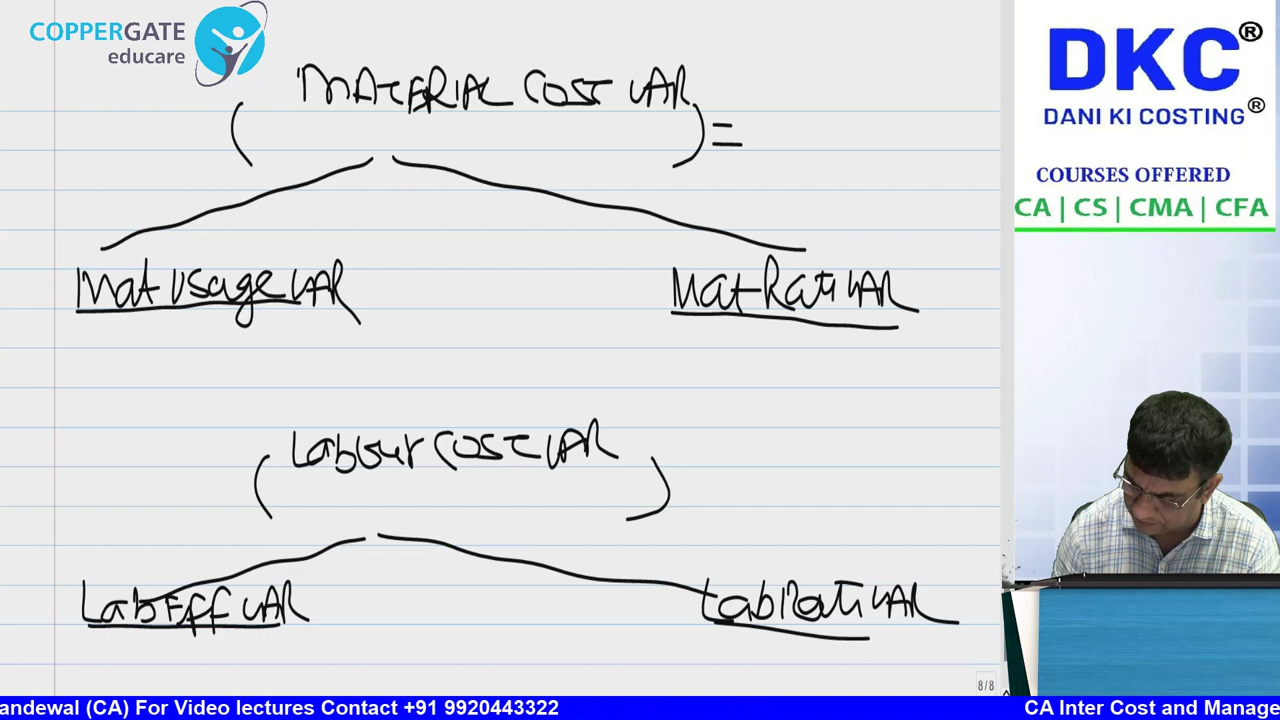 COPPERGATE
educare
MATERIAL COST VAR
( ) =
Mat Usage VAR
Mat Rate VAR
Labour COST VAR
( )
Lab Eff VAR
Lab Rate VAR
8/8
DKC®
DANI KI COSTING®
COURSES OFFERED
CA | CS | CMA | CFA
andewal (CA) For Video lectures Contact +91 9920443322
CA Inter Cost and Manage